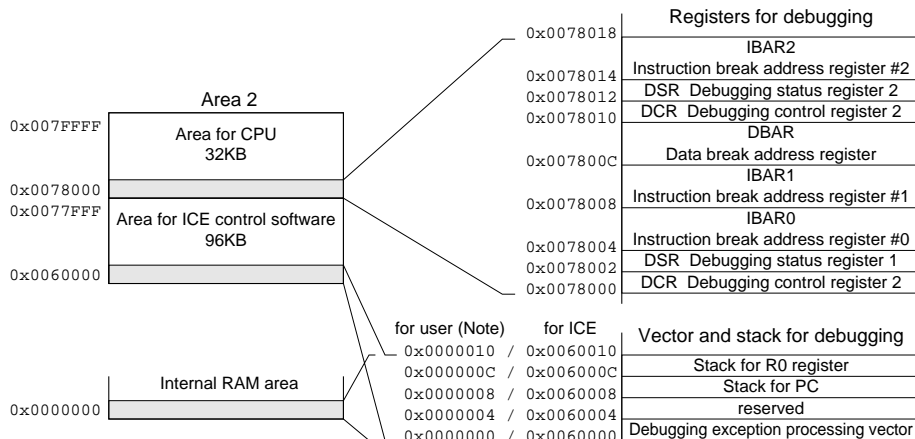 Registers for debugging
0x0078018
IBAR2
Instruction break address register #2
0x0078014
DSR Debugging status register 2
0x0078012
DCR Debugging control register 2
0x0078010
DBAR
Data break address register
0x007800C
IBAR1
Instruction break address register #1
0x0078008
IBAR0
Instruction break address register #0
0x0078004
DSR Debugging status register 1
0x0078002
DCR Debugging control register 2
0x0078000
Area 2
0x007FFFF
Area for CPU
32KB
0x0078000
0x0077FFF
Area for ICE control software
96KB
0x0060000
Internal RAM area
0x0000000
for user (Note) for ICE Vector and stack for debugging
0x0000010 / 0x0060010
Stack for R0 register
0x000000C / 0x006000C
Stack for PC
0x0000008 / 0x0060008
reserved
0x0000004 / 0x0060004
Debugging exception processing vector
0x0000000 / 0x0060000